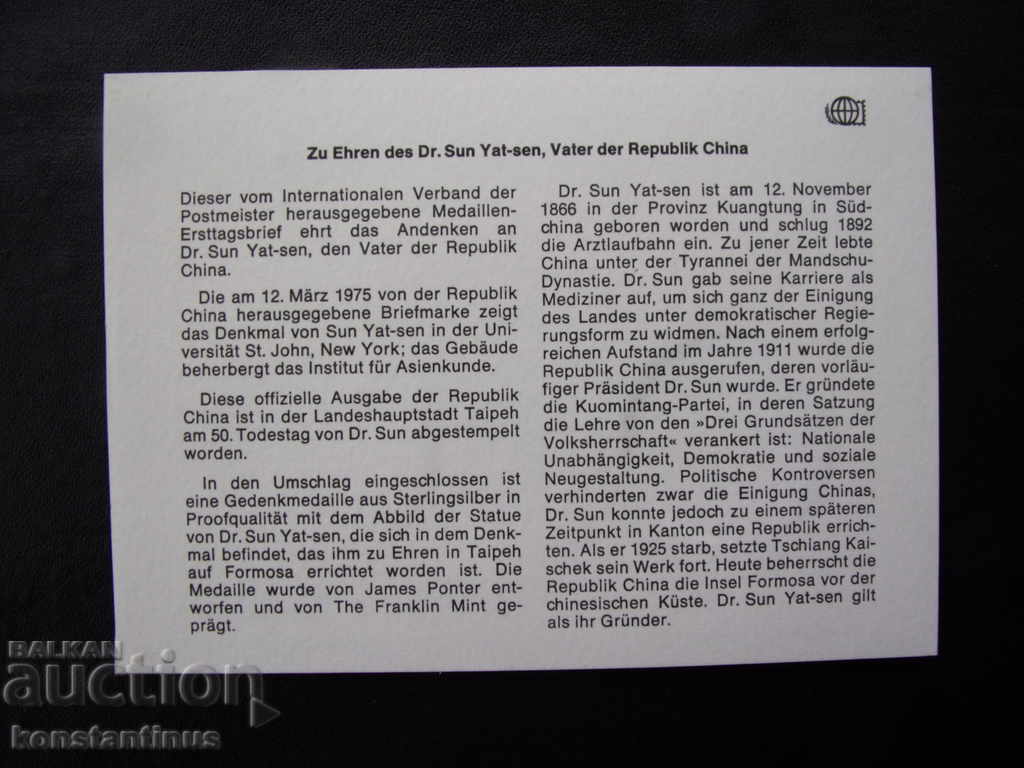 Zu Ehren des Dr. Sun Yat-sen, Vater der Republik China
Dieser vom Internationalen Verband der
Postmeister herausgegebene Medaillen-
Ersttagsbrief ehrt das Andenken an
Dr. Sun Yat-sen, den Vater der Republik
China.
Die am 12. März 1975 von der Republik
China herausgegebene Briefmarke zeigt
das Denkmal von Sun Yat-sen in der Uni-
versität St. John, New York; das Gebäude
beherbergt das Institut für Asienkunde.
Diese offizielle Ausgabe der Republik
China ist in der Landeshauptstadt Taipeh
am 50. Todestag von Dr. Sun abgestempelt
worden.
In den Umschlag eingeschlossen ist
eine Gedenkmedaille aus Sterlingsilber in
Proofqualität mit dem Abbild der Statue
von Dr. Sun Yat-sen, die sich in dem Denk-
mal befindet, das ihm zu Ehren in Taipeh
auf Formosa errichtet worden ist. Die
Medaille wurde von James Ponter ent-
worfen und von The Franklin Mint ge-
prägt.
Dr. Sun Yat-sen ist am 12. November
1866 in der Provinz Kuangtung in Süd-
china geboren worden und schlug 1892
die Arztlaufbahn ein. Zu jener Zeit lebte
China unter der Tyrannei der Mandschu-
Dynastie. Dr. Sun gab seine Karriere als
Mediziner auf, um sich ganz der Einigung
des Landes unter demokratischer Regie-
rungsform zu widmen. Nach einem erfolg-
reichen Aufstand im Jahre 1911 wurde die
Republik China ausgerufen, deren vorläu-
figer Präsident Dr. Sun wurde. Er gründete
die Kuomintang-Partei, in deren Satzung
die Lehre von den »Drei Grundsätzen der
Volksherrschaft« verankert ist: Nationale
Unabhängigkeit, Demokratie und soziale
Neugestaltung. Politische Kontroversen
verhinderten zwar die Einigung Chinas,
Dr. Sun konnte jedoch zu einem späteren
Zeitpunkt in Kanton eine Republik errich-
ten. Als er 1925 starb, setzte Tschiang Kai-
schek sein Werk fort. Heute beherrscht die
Republik China die Insel Formosa vor der
chinesischen Küste. Dr. Sun Yat-sen gilt
als ihr Gründer.
BALKAN
auction
konstantinus